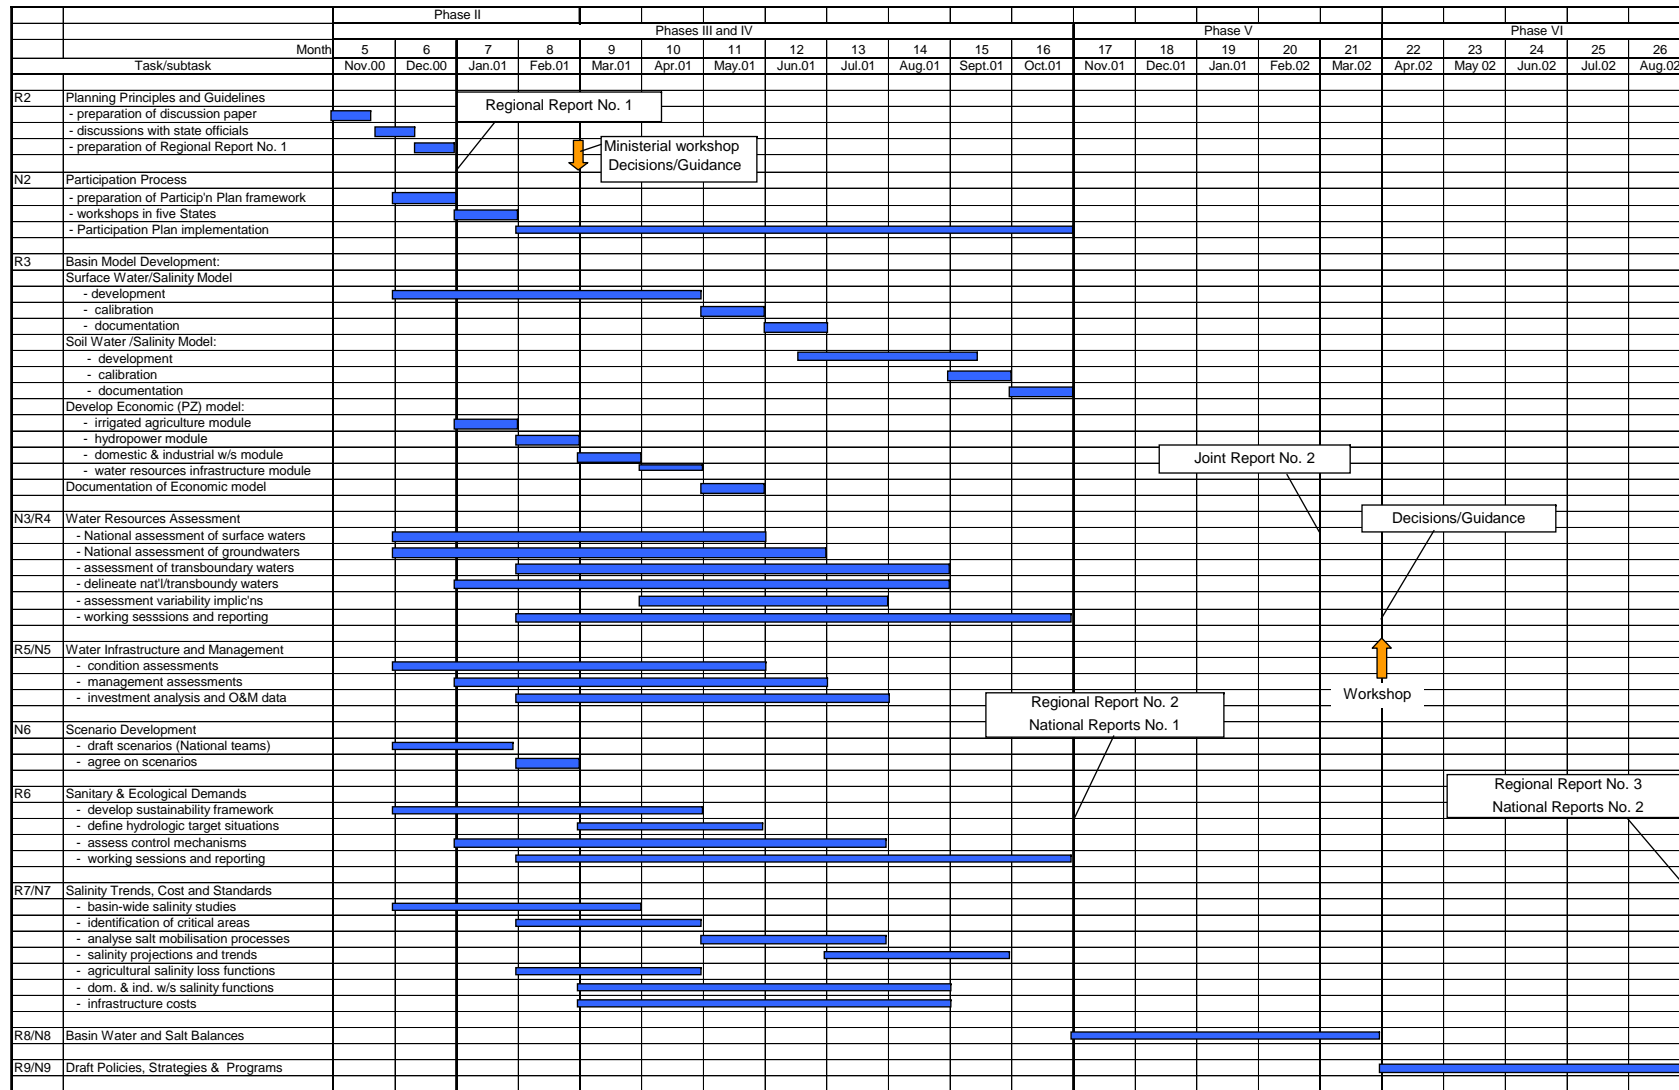 Phase II
Phases III and IV Phase V Phase VI
Month 5 6 7 8 9 10 11 12 13 14 15 16 17 18 19 20 21 22 23 24 25 26
Task/subtask Nov.00 Dec.00 Jan.01 Feb.01 Mar.01 Apr.01 May.01 Jun.01 Jul.01 Aug.01 Sept.01 Oct.01 Nov.01 Dec.01 Jan.01 Feb.02 Mar.02 Apr.02 May 02 Jun.02 Jul.02 Aug.02
R2 Planning Principles and Guidelines
Regional Report No. 1
- preparation of discussion paper
- discussions with state officials
- preparation of Regional Report No. 1
Ministerial workshop
Decisions/Guidance
N2 Participation Process
- preparation of Particip'n Plan framework
- workshops in five States
- Participation Plan implementation
R3 Basin Model Development:
Surface Water/Salinity Model
- development
- calibration
- documentation
Soil Water /Salinity Model:
- development
- calibration
- documentation
Develop Economic (PZ) model:
- irrigated agriculture module
- hydropower module
- domestic & industrial w/s module
Joint Report No. 2
- water resources infrastructure module
Documentation of Economic model
N3/R4 Water Resources Assessment
Decisions/Guidance
- National assessment of surface waters
- National assessment of groundwaters
- assessment of transboundary waters
- delineate nat'l/transboundy waters
- assessment variability implic'ns
- working sesssions and reporting
R5/N5 Water Infrastructure and Management
- condition assessments
- management assessments
- investment analysis and O&M data
Workshop
Regional Report No. 2
National Reports No. 1
N6 Scenario Development
- draft scenarios (National teams)
- agree on scenarios
R6 Sanitary & Ecological Demands
Regional Report No. 3
National Reports No. 2
- develop sustainability framework
- define hydrologic target situations
- assess control mechanisms
- working sessions and reporting
R7/N7 Salinity Trends, Cost and Standards
- basin-wide salinity studies
- identification of critical areas
- analyse salt mobilisation processes
- salinity projections and trends
- agricultural salinity loss functions
- dom. & ind. w/s salinity functions
- infrastructure costs
R8/N8 Basin Water and Salt Balances
R9/N9 Draft Policies, Strategies & Programs